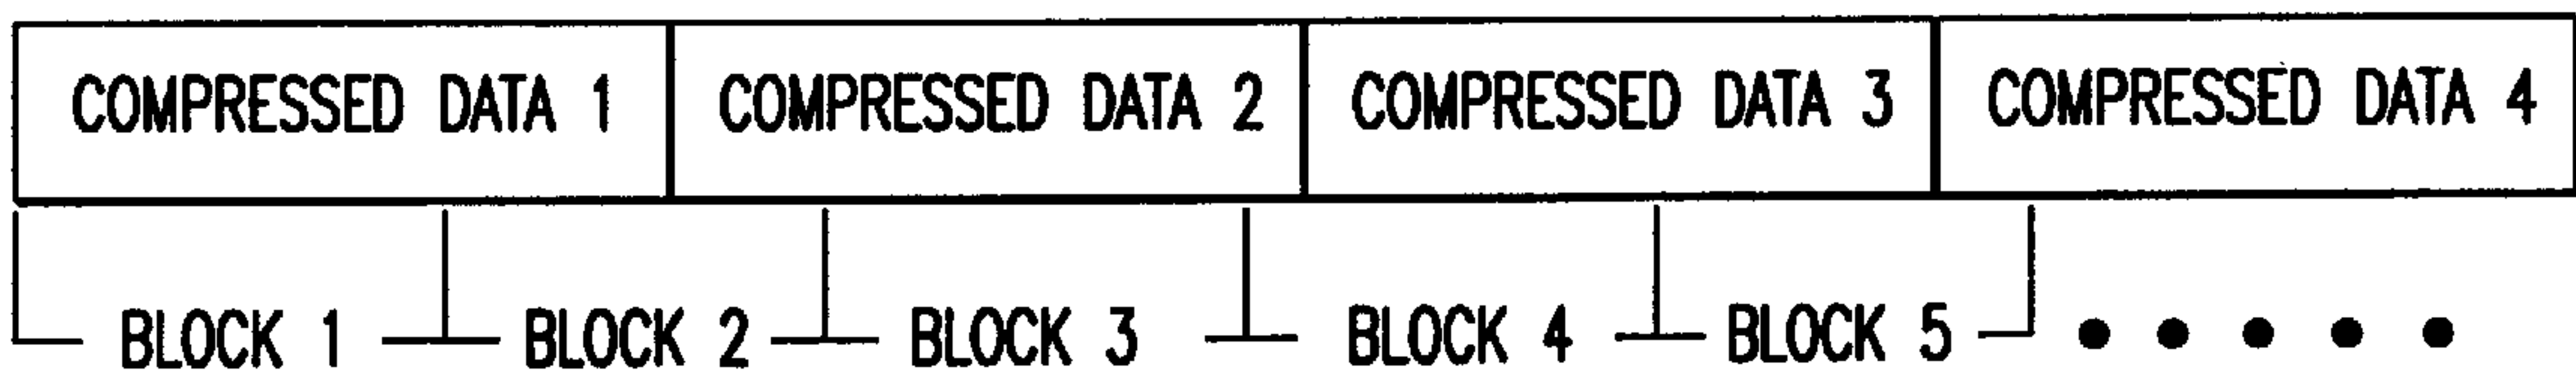 COMPRESSED DATA 1 COMPRESSED DATA 2 COMPRESSED DATA 3 COMPRESSED DATA 4
BLOCK 1 BLOCK 2 BLOCK 3 BLOCK 4 BLOCK 5 • • • • •